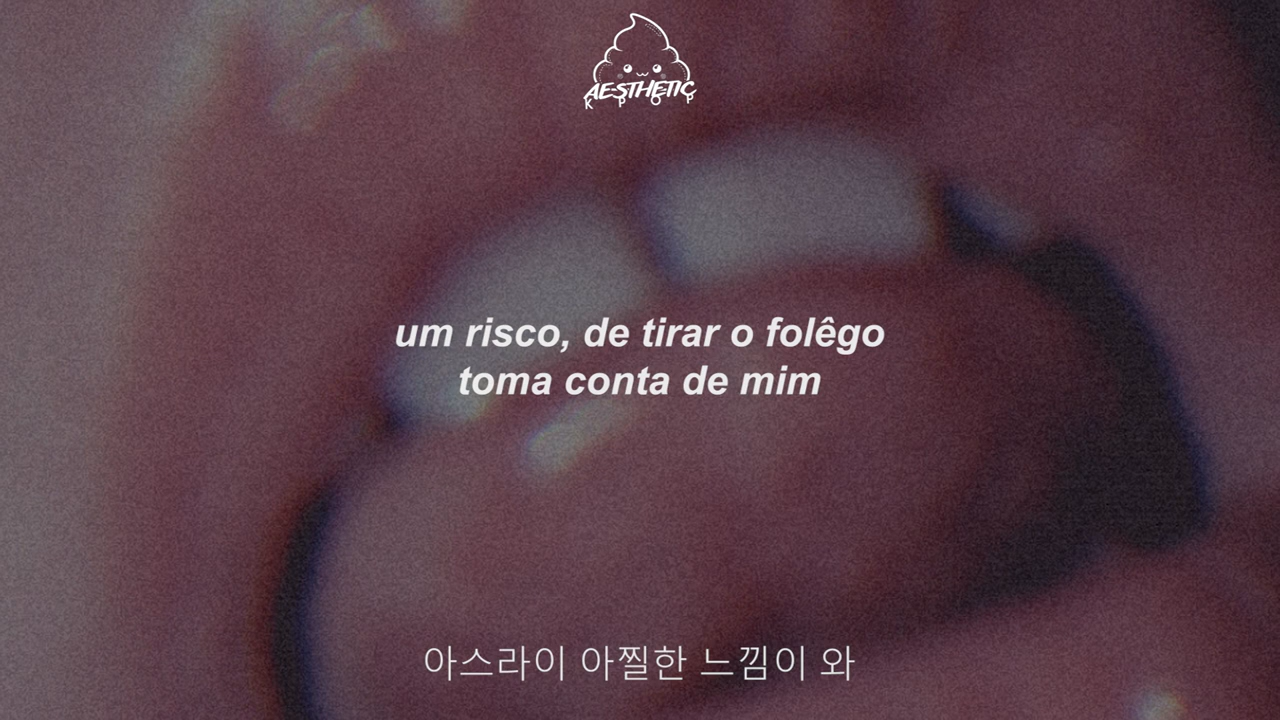 AESTHETIC
KPOP
um risco, de tirar o folêgo
toma conta de mim
아스라이 아찔한 느낌이 와